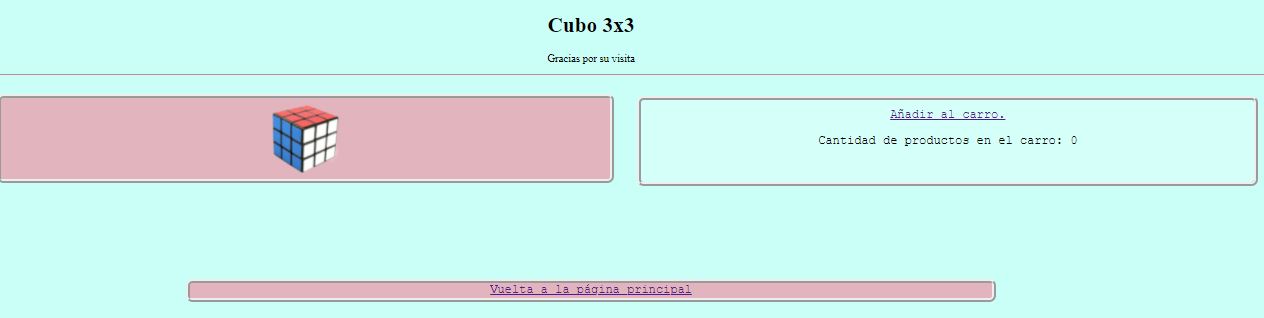 Cubo 3x3
Gracias por su visita
Añadir al carro.
Cantidad de productos en el carro: 0
Vuelta a la página principal